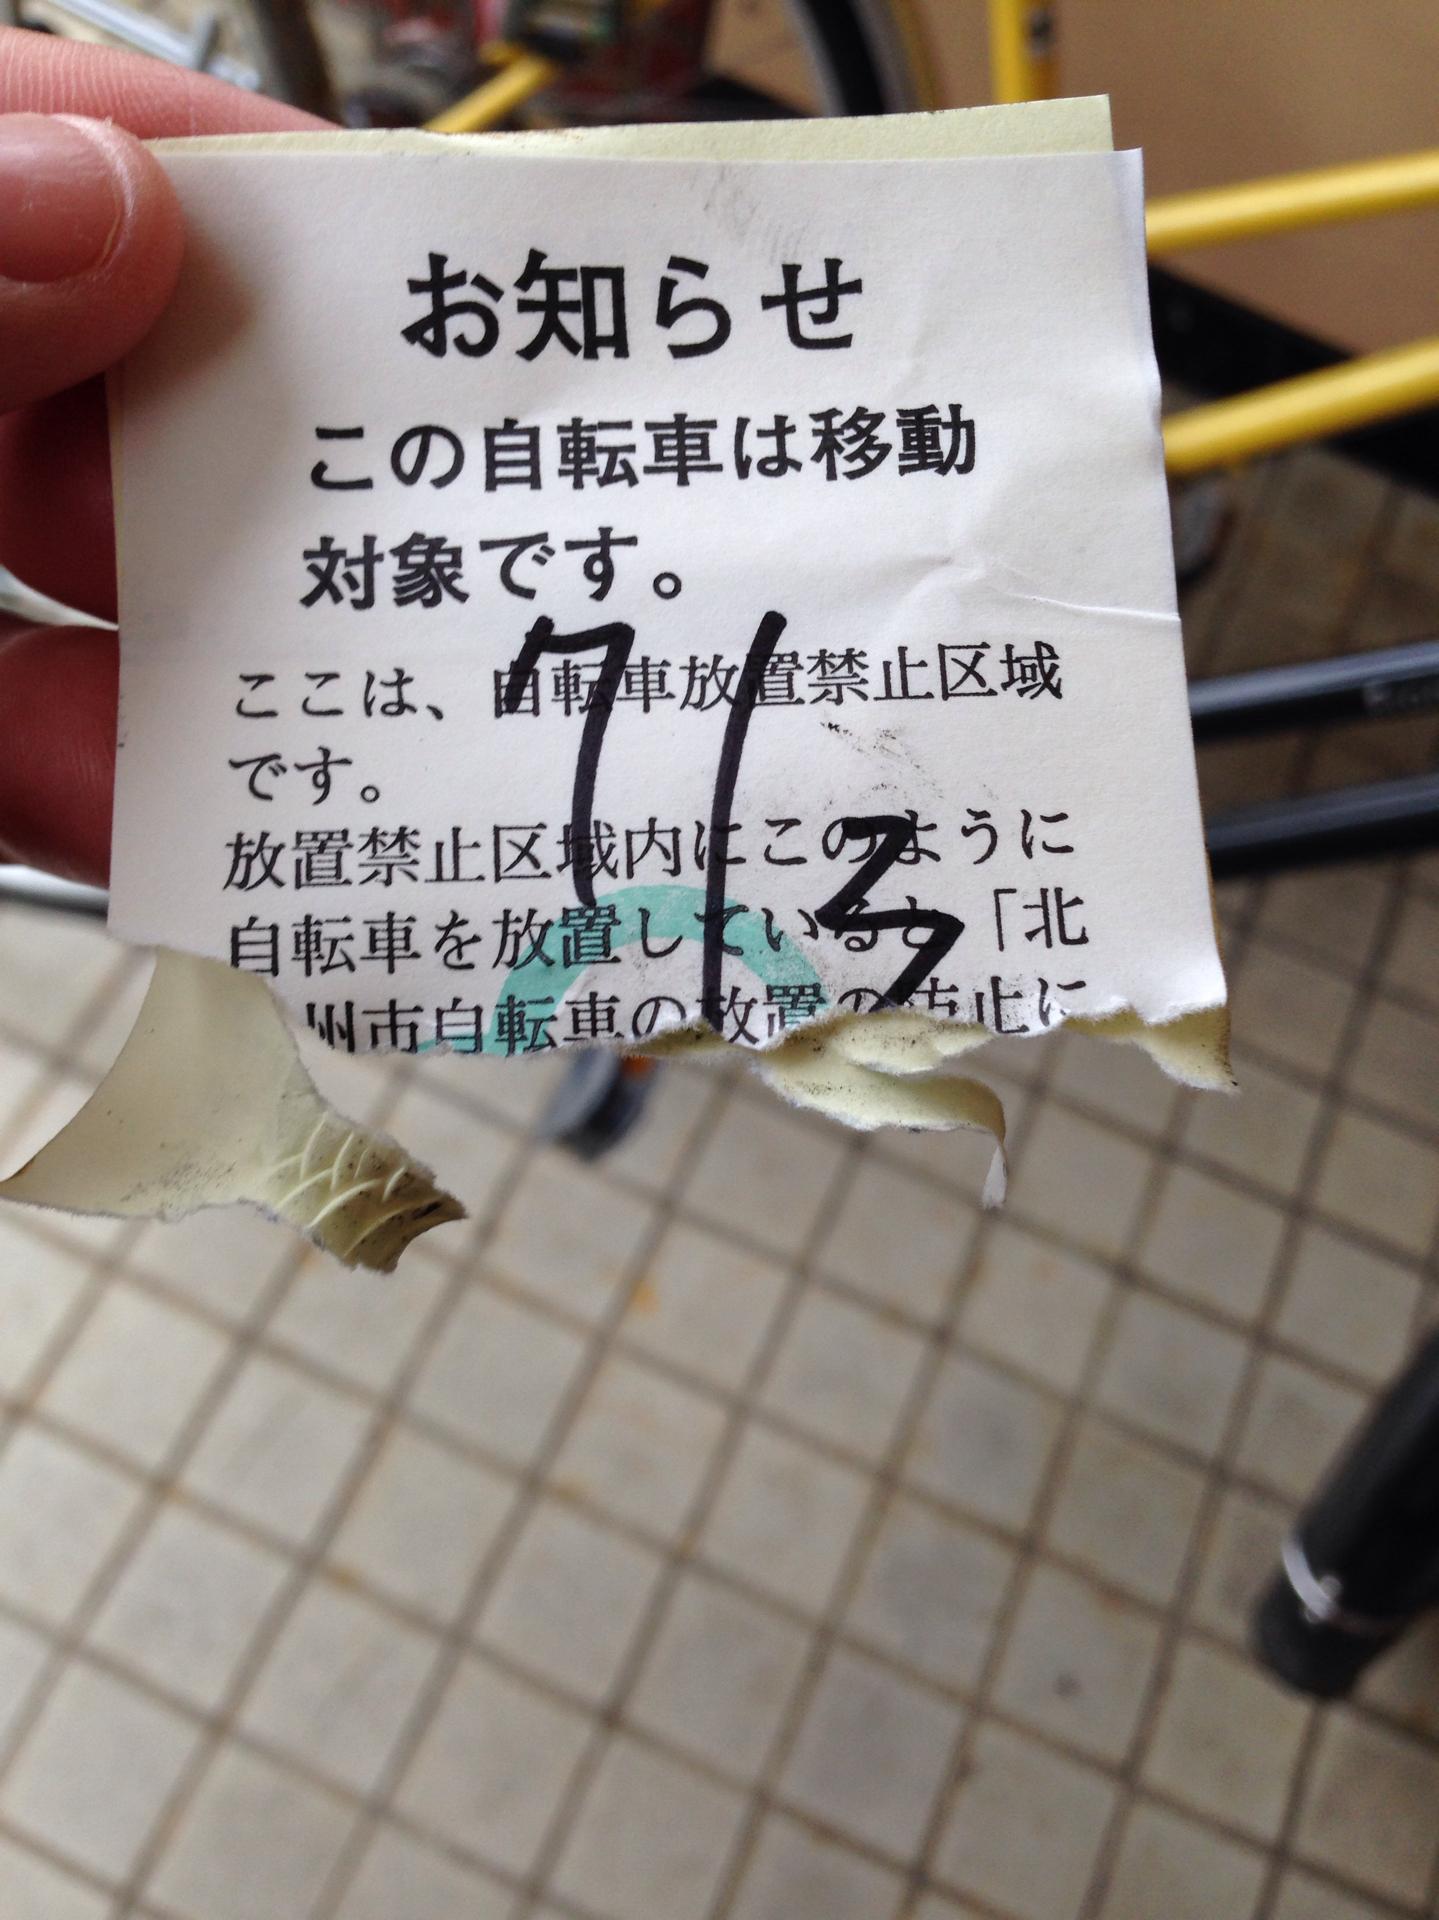 お知らせ
この自転車は移動
対象です。
ここは、自転車放置禁止区域
です。
放置禁止区域内にこのように
自転車を放置していると「北
州市自転車の放置の防止に
7/3